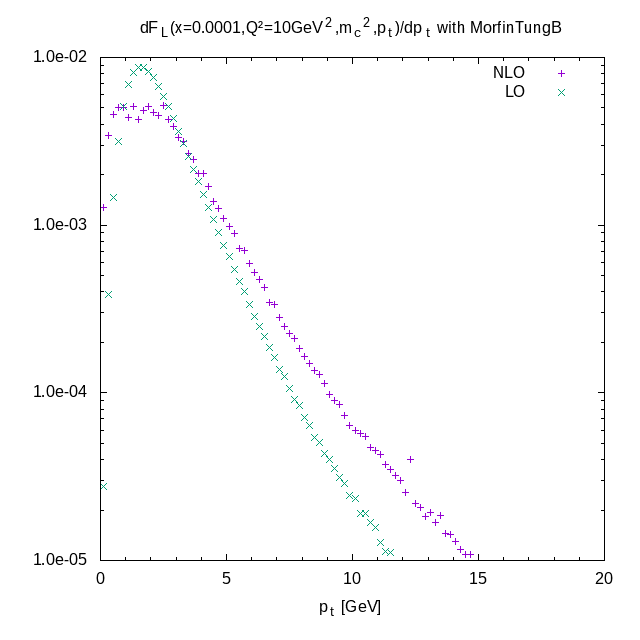 dF_L(x=0.0001,Q²=10GeV²,m_c²,p_t)/dp_t with MorfinTungB
NLO +
LO ×
1.0e-02
1.0e-03
1.0e-04
1.0e-05
0 5 10 15 20
p_t [GeV]